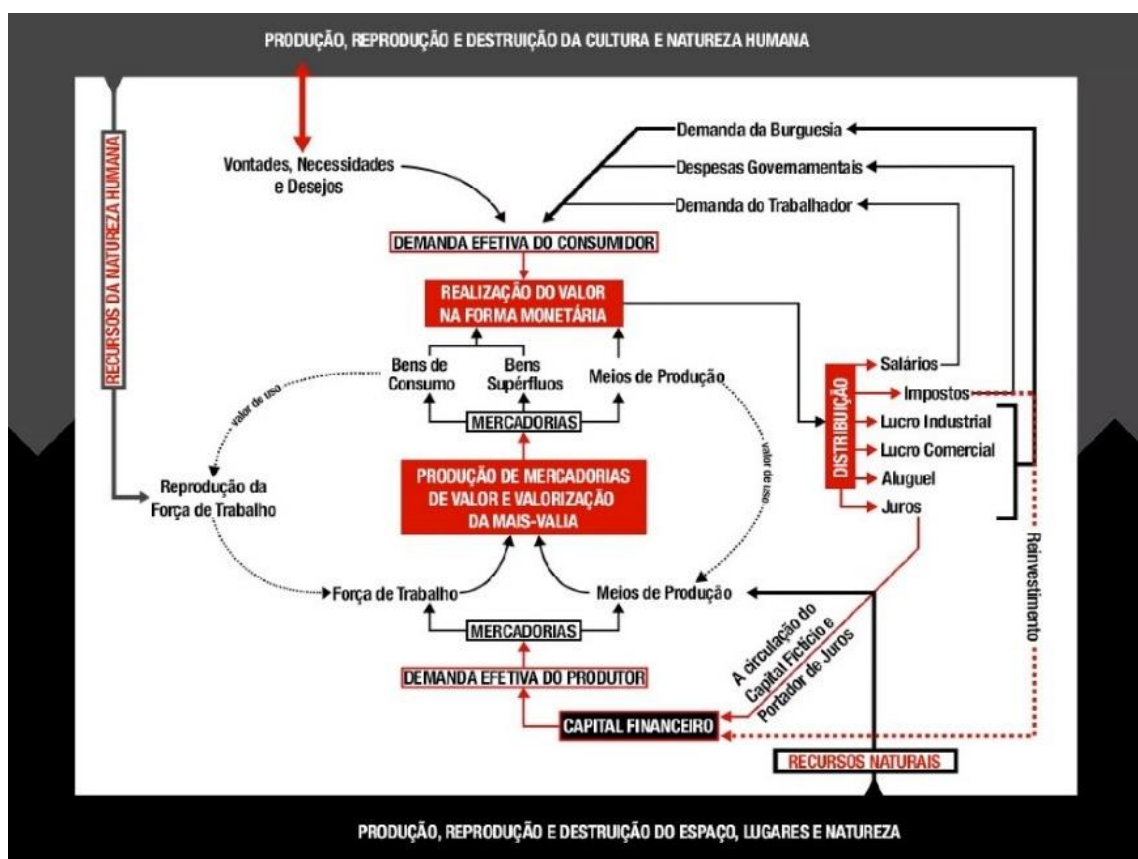 PRODUÇÃO, REPRODUÇÃO E DESTRUIÇÃO DA CULTURA E NATUREZA HUMANA
RECURSOS DA NATUREZA HUMANA
Vontades, Necessidades
e Desejos
Demanda da Burguesia
Despesas Governamentais
Demanda do Trabalhador
DEMANDA EFETIVA DO CONSUMIDOR
REALIZAÇÃO DO VALOR
NA FORMA MONETÁRIA
Bens de
Consumo
Bens
Supérfluos
Meios de Produção
MERCADORIAS
valor de uso
valor de uso
PRODUÇÃO DE MERCADORIAS
DE VALOR E VALORIZAÇÃO
DA MAIS-VALIA
Reprodução da
Força de Trabalho
DISTRIBUIÇÃO
Salários
Impostos
Lucro Industrial
Lucro Comercial
Aluguel
Juros
Reinvestimento
Força de Trabalho
Meios de Produção
MERCADORIAS
DEMANDA EFETIVA DO PRODUTOR
CAPITAL FINANCEIRO
A circulação do
Capital Fictício e
Portador de Juros
RECURSOS NATURAIS
PRODUÇÃO, REPRODUÇÃO E DESTRUIÇÃO DO ESPAÇO, LUGARES E NATUREZA